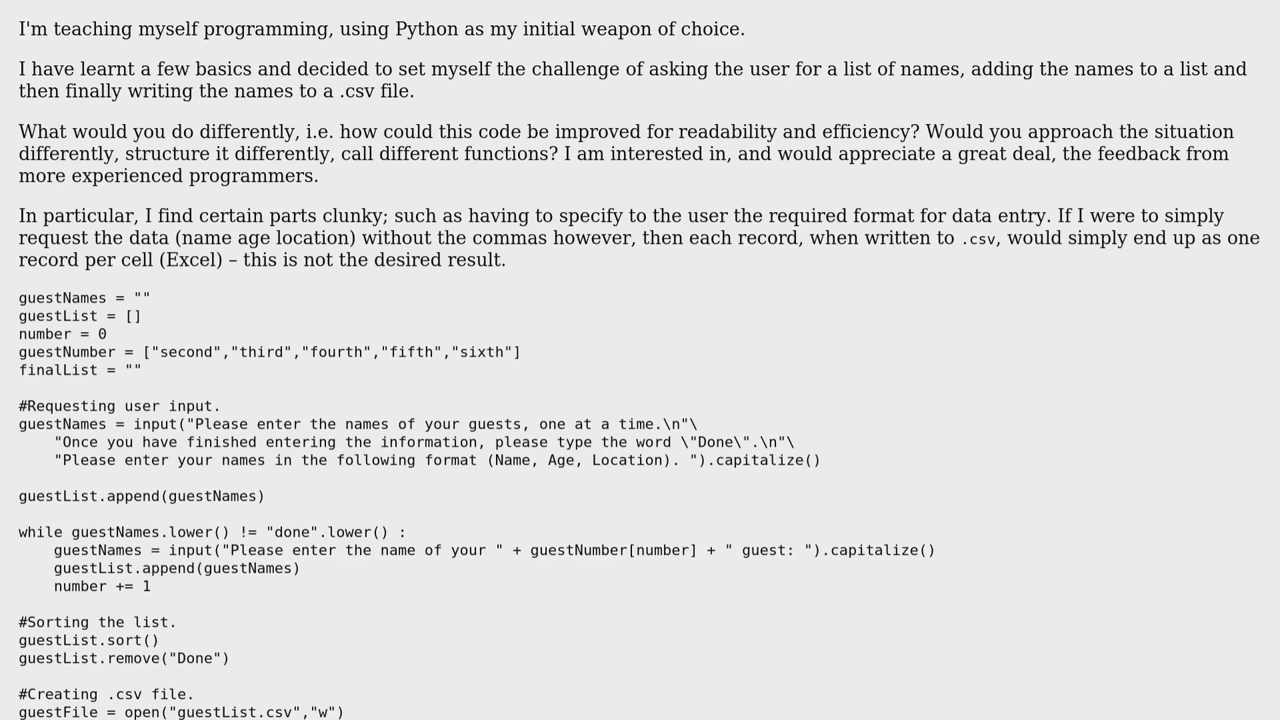 I'm teaching myself programming, using Python as my initial weapon of choice.
I have learnt a few basics and decided to set myself the challenge of asking the user for a list of names, adding the names to a list and
then finally writing the names to a .csv file.
What would you do differently, i.e. how could this code be improved for readability and efficiency? Would you approach the situation
differently, structure it differently, call different functions? I am interested in, and would appreciate a great deal, the feedback from
more experienced programmers.
In particular, I find certain parts clunky; such as having to specify to the user the required format for data entry. If I were to simply
request the data (name age location) without the commas however, then each record, when written to .csv, would simply end up as one
record per cell (Excel) – this is not the desired result.
guestNames = ""
guestList = []
number = 0
guestNumber = ["second","third","fourth","fifth","sixth"]
finalList = ""
#Requesting user input.
guestNames = input("Please enter the names of your guests, one at a time.\n"\
    "Once you have finished entering the information, please type the word \"Done\".\n"\
    "Please enter your names in the following format (Name, Age, Location). ").capitalize()
guestList.append(guestNames)
while guestNames.lower() != "done".lower() :
    guestNames = input("Please enter the name of your " + guestNumber[number] + " guest: ").capitalize()
    guestList.append(guestNames)
    number += 1
#Sorting the list.
guestList.sort()
guestList.remove("Done")
#Creating .csv file.
guestFile = open("guestList.csv","w")